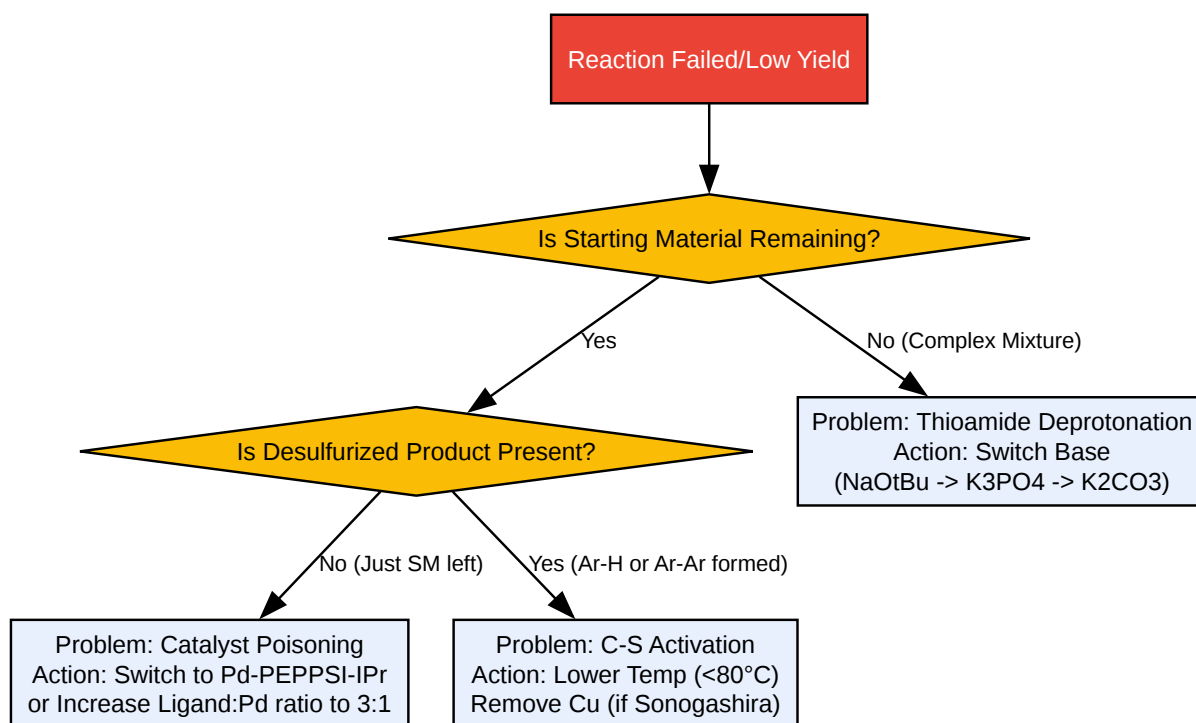 Reaction Failed/Low Yield
Is Starting Material Remaining?
Yes
No (Complex Mixture)
Is Desulfurized Product Present?
Problem: Thioamide Deprotonation
Action: Switch Base
(NaOtBu -> K3PO4 -> K2CO3)
No (Just SM left)
Yes (Ar-H or Ar-Ar formed)
Problem: Catalyst Poisoning
Action: Switch to Pd-PEPPSI-IPr
or Increase Ligand:Pd ratio to 3:1
Problem: C-S Activation
Action: Lower Temp (<80°C)
Remove Cu (if Sonogashira)